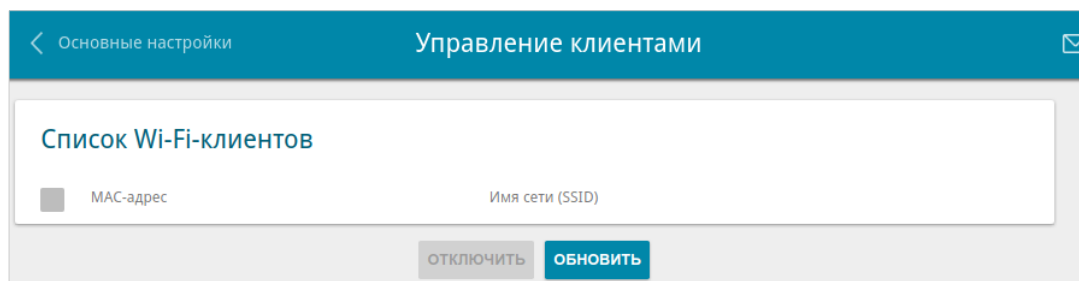 Основные настройки
Управление клиентами
Список Wi-Fi-клиентов
MAC-адрес
Имя сети (SSID)
ОТКЛЮЧИТЬ
ОБНОВИТЬ